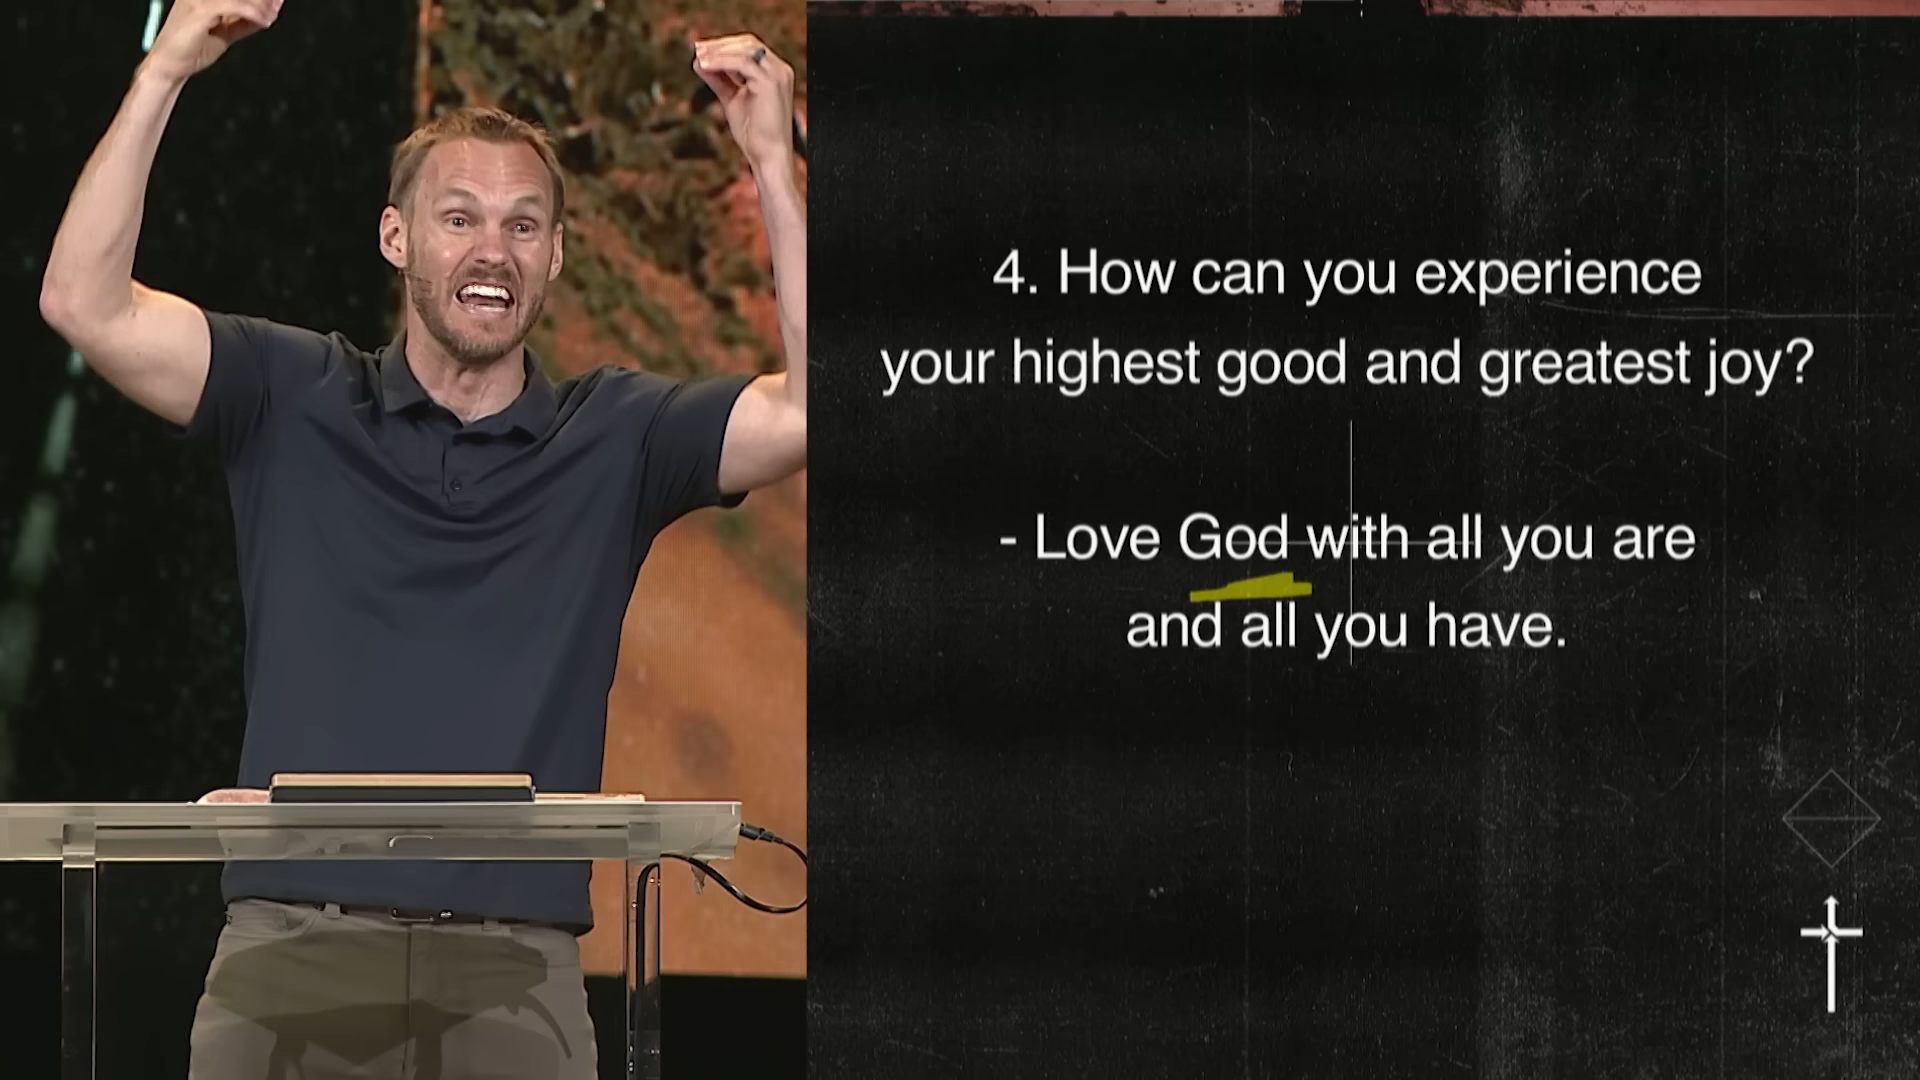 4. How can you experience
your highest good and greatest joy?
- Love God with all you are
and all you have.